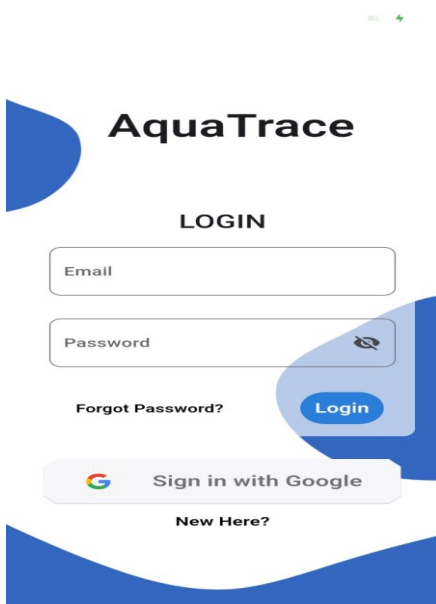 AquaTrace
LOGIN
Email
Password
Forgot Password? Login
Sign in with Google
New Here?